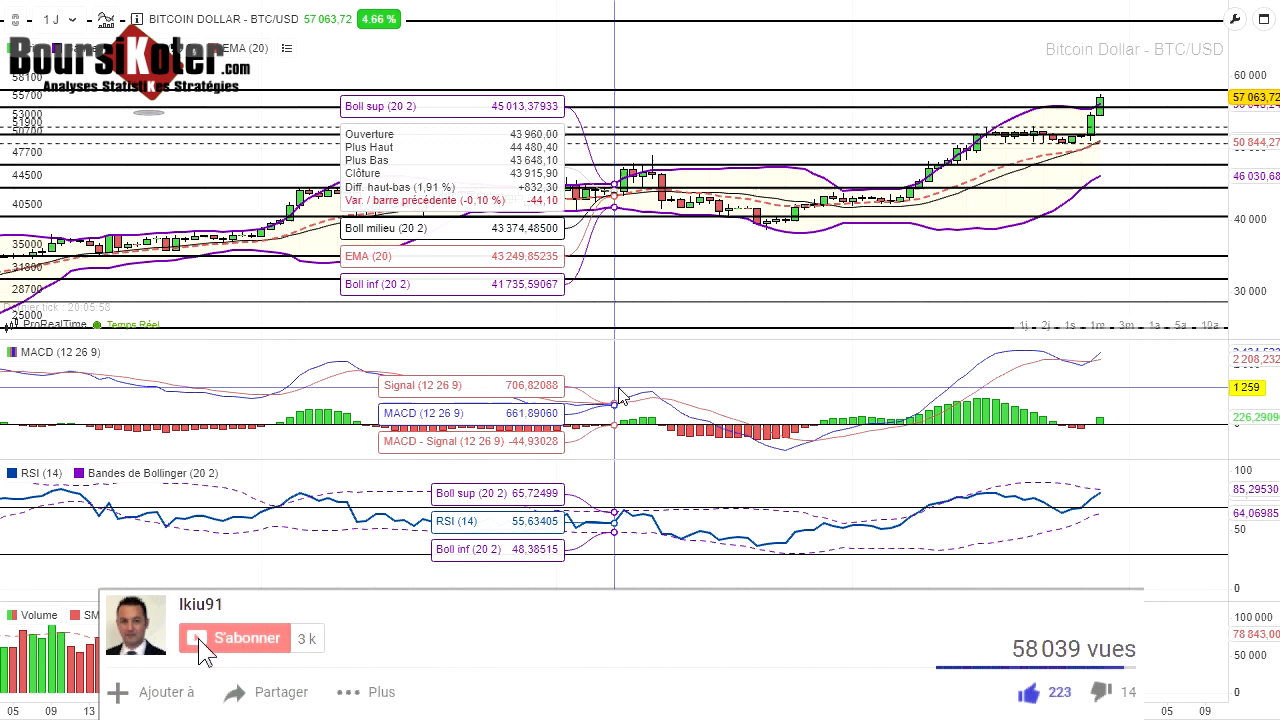 1 J
BITCOIN DOLLAR - BTC/USD 57 063,72 4.66 %
EMA (20)
BoursiKoter.com
Analyses StatistiKes Stratégies
Bitcoin Dollar - BTC/USD
58100
55700
53000
51900
50700
47700
44500
40500
35000
31800
28700
25000
60 000
57 063,72
50 844,27
46 030,68
40 000
30 000
Boll sup (20 2) 45 013,37933
Ouverture 43 960,00
Plus Haut 44 480,40
Plus Bas 43 648,10
Clôture 43 915,90
Diff. haut-bas (1,91 %) +832,30
Var. / barre précédente (-0,10 %) -44,10
Boll milieu (20 2) 43 374,48500
EMA (20) 43 249,85235
Boll inf (20 2) 41 735,59067
Dernier tick : 20:05:58
ProRealTime Temps Réel
1j 2j 1s 1m 3m 1a 5a 10a
MACD (12 26 9)
Signal (12 26 9) 706,82088
MACD (12 26 9) 661,89060
MACD - Signal (12 26 9) -44,93028
2 208,232
1 259
226,2909
RSI (14) Bandes de Bollinger (20 2)
Boll sup (20 2) 65,72499
RSI (14) 55,63405
Boll inf (20 2) 48,38515
100
85,29530
64,06985
50
0
Volume SM
100 000
78 843,00
50 000
0
Ikiu91
S'abonner 3 k
58 039 vues
Ajouter à Partager Plus 223 14
05 09 13 05 09